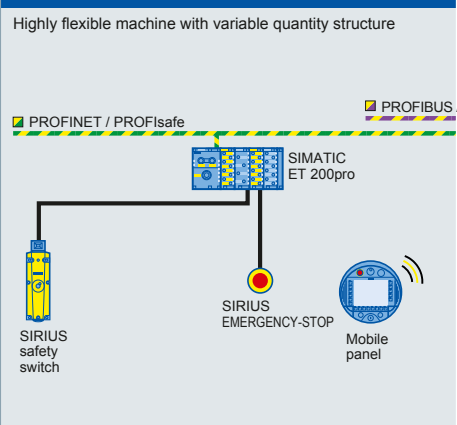 Highly flexible machine with variable quantity structure
PROFIBUS /
PROFINET / PROFIsafe
SIMATIC
ET 200pro
SIRIUS
EMERGENCY-STOP
SIRIUS
safety
switch
Mobile
panel